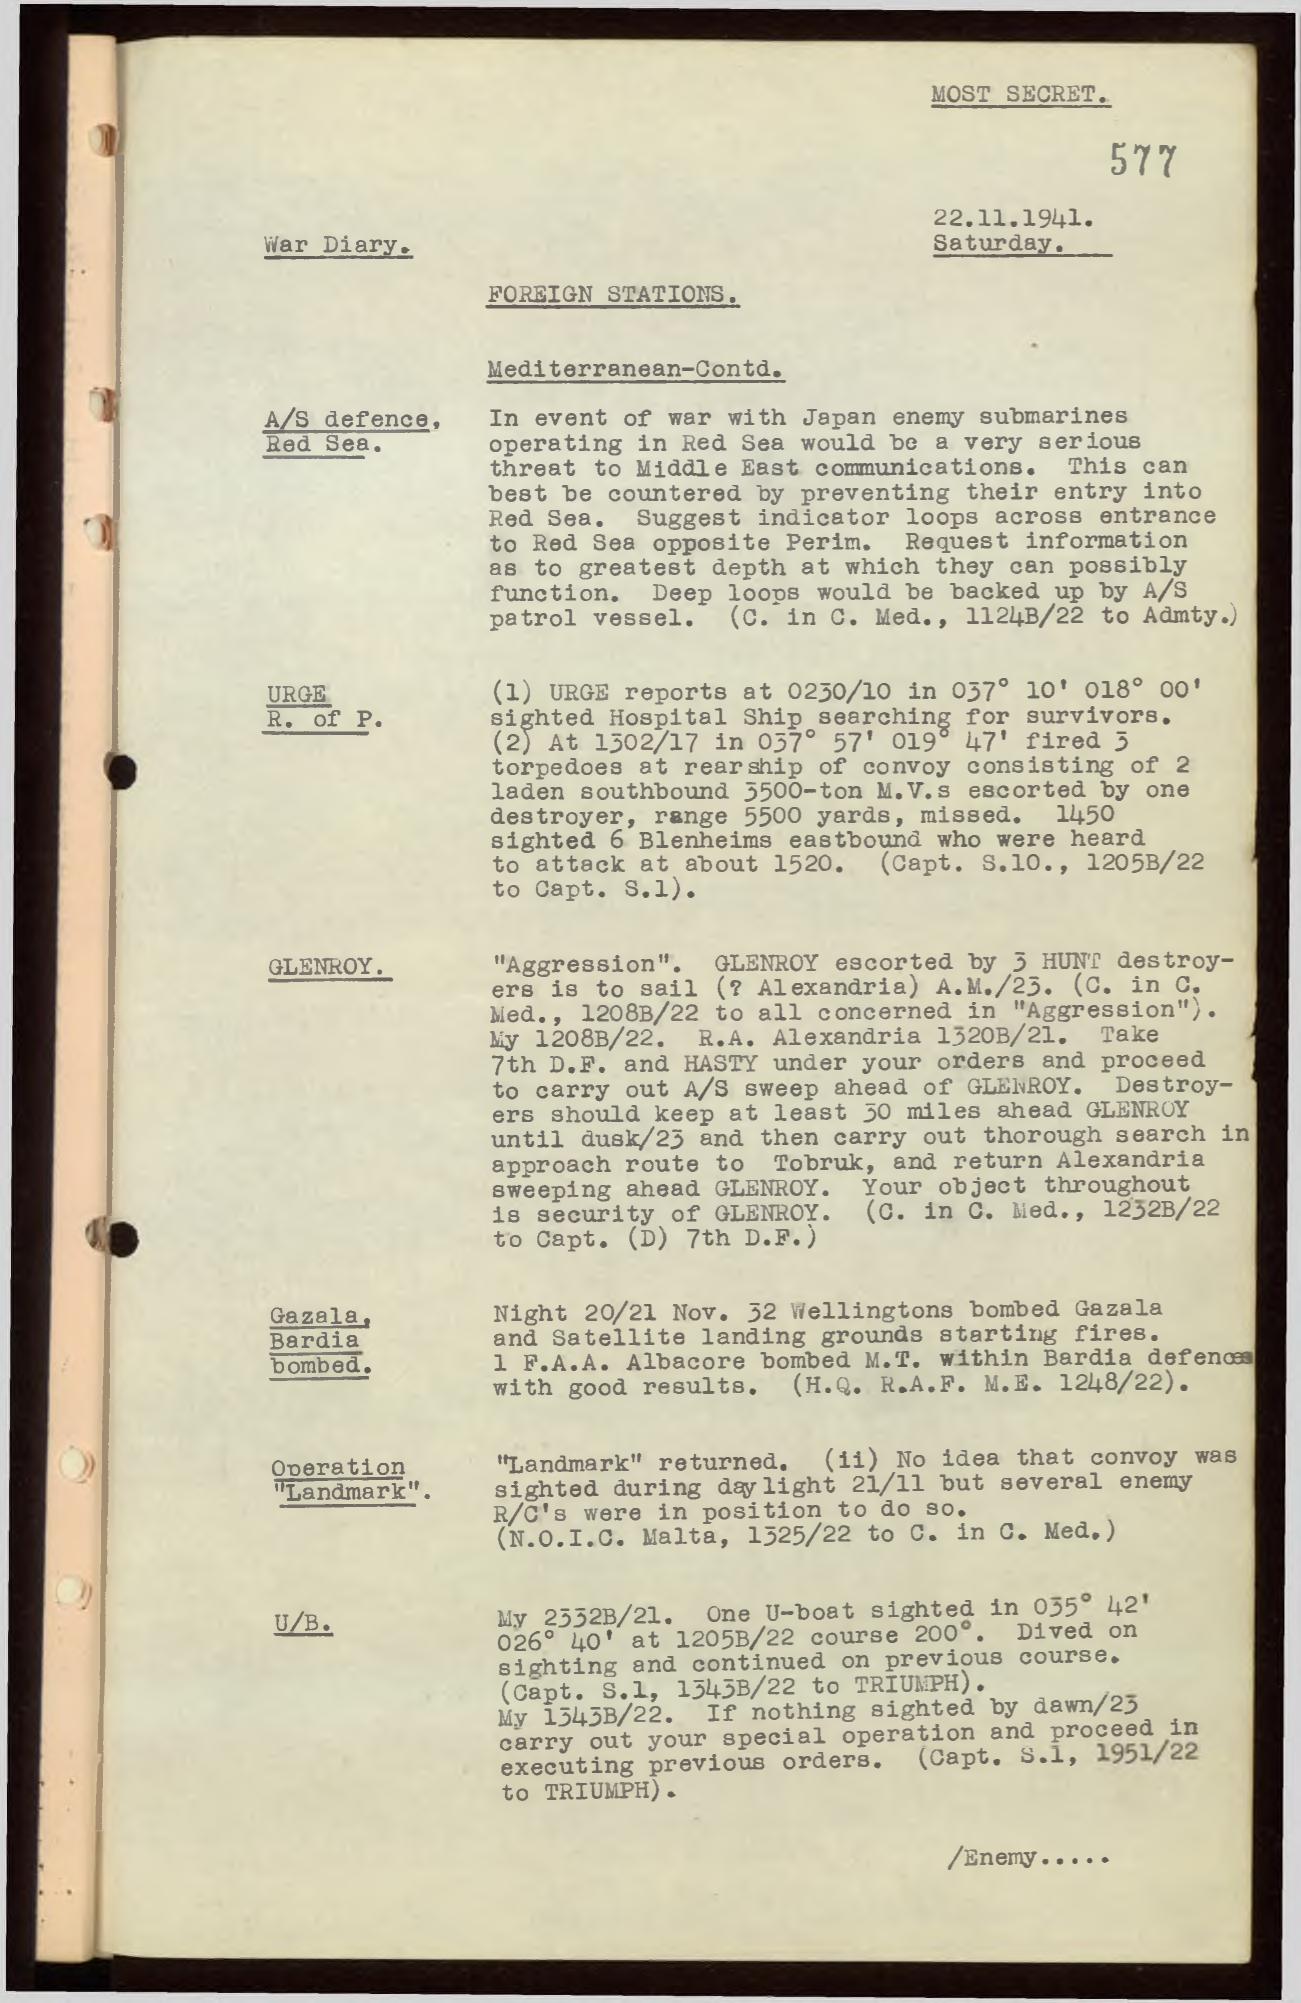 MOST SECRET.
577
22.11.1941.
War Diary.
Saturday.
FOREIGN STATIONS.
Mediterranean-Contd.
A/S defence,
Red Sea.
In event of war with Japan enemy submarines
operating in Red Sea would be a very serious
threat to Middle East communications. This can
best be countered by preventing their entry into
Red Sea. Suggest indicator loops across entrance
to Red Sea opposite Perim. Request information
as to greatest depth at which they can possibly
function. Deep loops would be backed up by A/S
patrol vessel. (C. in C. Med., 1124B/22 to Admty.)
URGE
R. of P.
(1) URGE reports at 0230/10 in 037° 10' 018° 00'
sighted Hospital Ship searching for survivors.
(2) At 1302/17 in 037° 57' 019° 47' fired 3
torpedoes at rear ship of convoy consisting of 2
laden southbound 3500-ton M.V.s escorted by one
destroyer, range 5500 yards, missed. 1450
sighted 6 Blenheims eastbound who were heard
to attack at about 1520. (Capt. S.10., 1205B/22
to Capt. S.1).
GLENROY.
"Aggression". GLENROY escorted by 3 HUNT destroy-
ers is to sail (? Alexandria) A.M./23. (C. in C.
Med., 1208B/22 to all concerned in "Aggression").
My 1208B/22. R.A. Alexandria 1320B/21. Take
7th D.F. and HASTY under your orders and proceed
to carry out A/S sweep ahead of GLENROY. Destroy-
ers should keep at least 30 miles ahead GLENROY
until dusk/23 and then carry out thorough search in
approach route to Tobruk, and return Alexandria
sweeping ahead GLENROY. Your object throughout
is security of GLENROY. (C. in C. Med., 1232B/22
to Capt. (D) 7th D.F.)
Gazala,
Bardia
bombed.
Night 20/21 Nov. 32 Wellingtons bombed Gazala
and Satellite landing grounds starting fires.
1 F.A.A. Albacore bombed M.T. within Bardia defences
with good results. (H.Q. R.A.F. M.E. 1248/22).
Operation
"Landmark".
"Landmark" returned. (ii) No idea that convoy was
sighted during daylight 21/11 but several enemy
R/C's were in position to do so.
(N.O.I.C. Malta, 1325/22 to C. in C. Med.)
U/B.
My 2332B/21. One U-boat sighted in 035° 42'
026° 40' at 1205B/22 course 200°. Dived on
sighting and continued on previous course.
(Capt. S.1, 1343B/22 to TRIUMPH).
My 1343B/22. If nothing sighted by dawn/23
carry out your special operation and proceed in
executing previous orders. (Capt. S.1, 1951/22
to TRIUMPH).
/Enemy.....